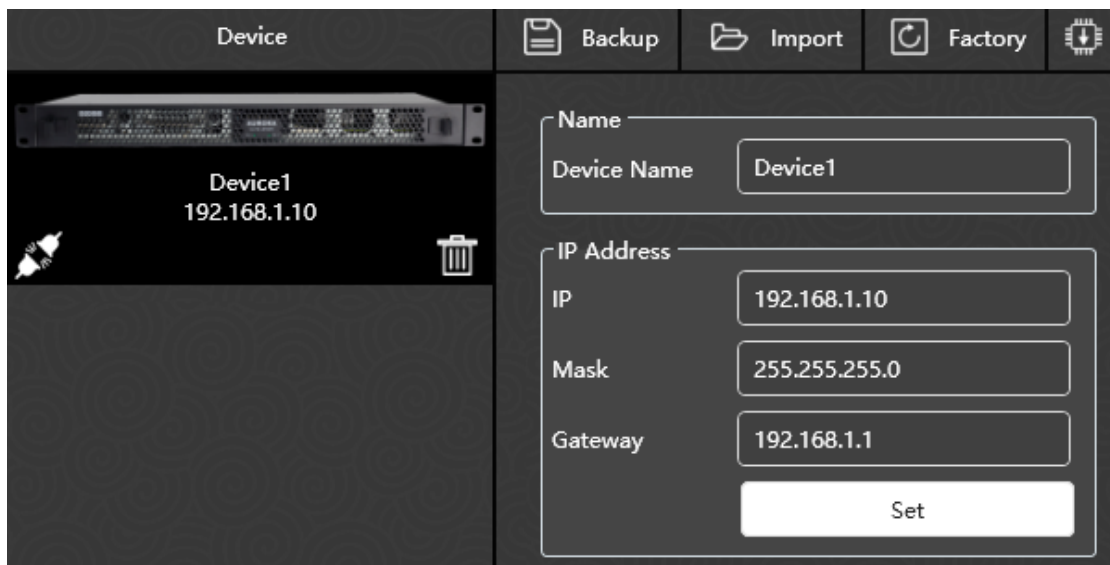 Device
Backup
Import
Factory
Device1
192.168.1.10
Name
Device Name
Device1
IP Address
IP
192.168.1.10
Mask
255.255.255.0
Gateway
192.168.1.1
Set